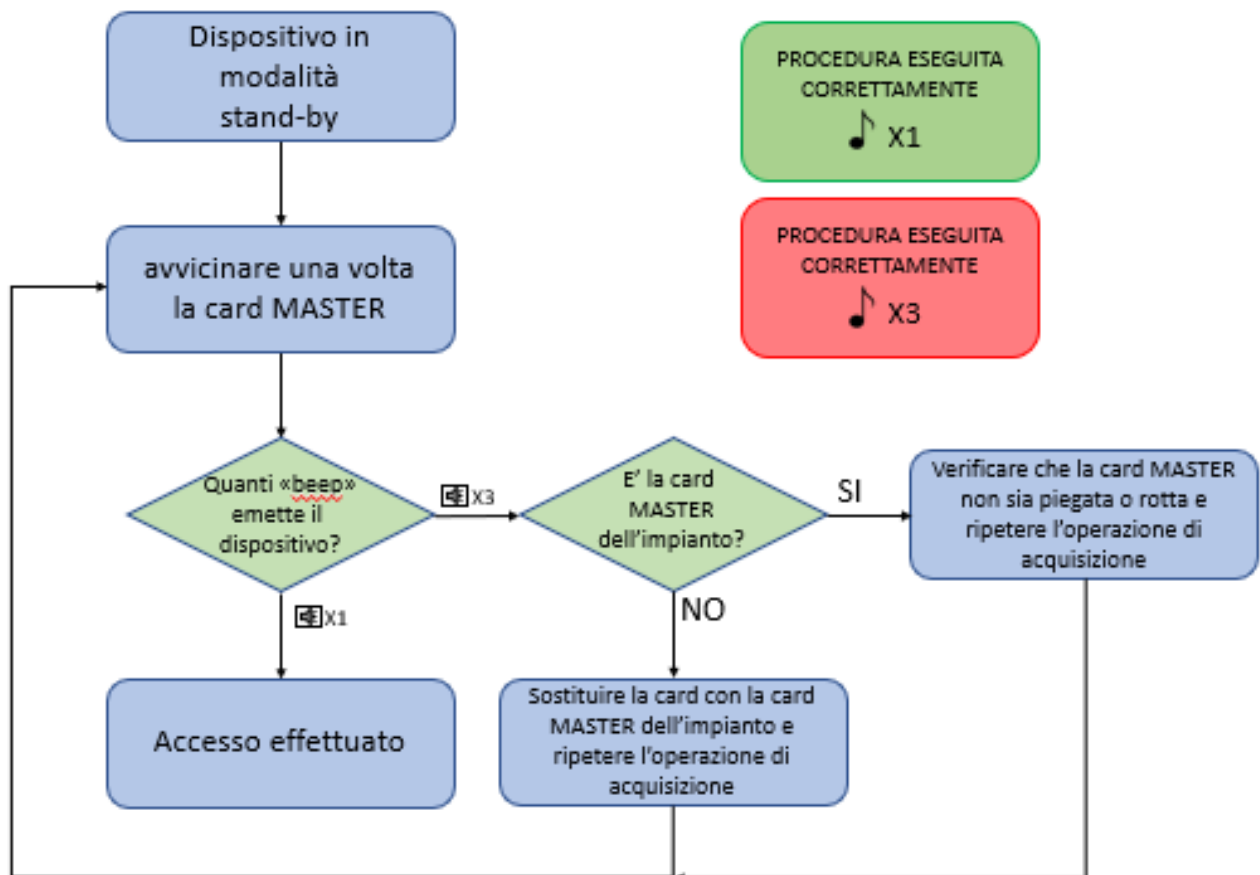 Dispositivo in
modalità
stand-by
PROCEDURA ESEGUITA
CORRETTAMENTE
X1
PROCEDURA ESEGUITA
CORRETTAMENTE
X3
avvicinare una volta
la card MASTER
Quanti «beep»
emette il
dispositivo?
X3
E' la card
MASTER
dell'impianto?
SI
Verificare che la card MASTER
non sia piegata o rotta e
ripetere l'operazione di
acquisizione
X1
NO
Accesso effettuato
Sostituire la card con la card
MASTER dell'impianto e
ripetere l'operazione di
acquisizione